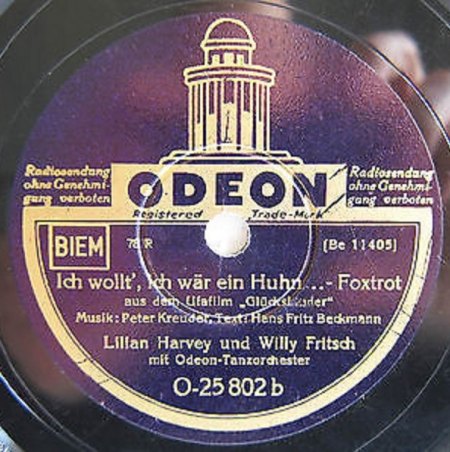 Radiosendung
ohne Genehmi-
gung verboten
ODEON
Radiosendung
ohne Genehmi-
gung verboten
Registered Trade-Mark
BIEM 78 R (Be 11405)
Ich wollt', ich wär ein Huhn...- Foxtrot
aus dem Ufafilm „Glückskinder"
Musik: Peter Kreuder, Text: Hans Fritz Beckmann
Lilian Harvey und Willy Fritsch
mit Odeon-Tanzorchester
O-25 802 b